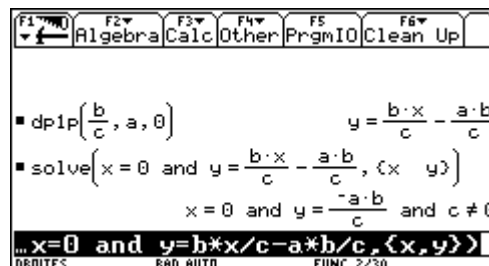 F1 F2 F3 F4 F5 F6
Algebra Calc Other PrgmIO Clean Up
dp1p(b/c, a, 0) y = b·x/c - a·b/c
solve(x = 0 and y = b·x/c - a·b/c, {x y})
x = 0 and y = -a·b/c and c ≠ 0
…x=0 and y=b*x/c-a*b/c,{x,y})
DROITES RAD AUTO FUNC 2/30